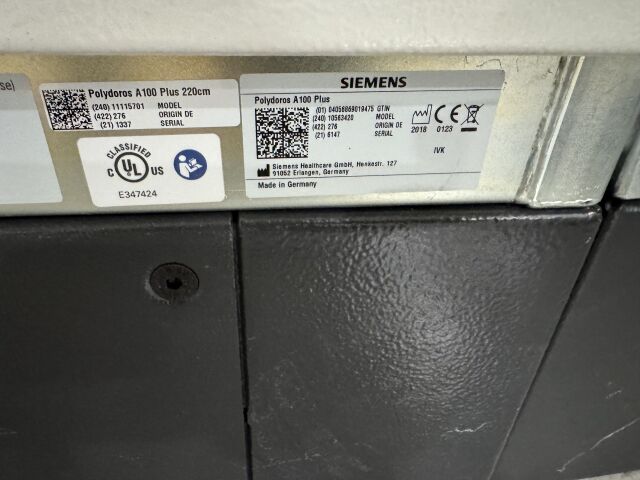 Polydoros A100 Plus 220cm
(240) 11115701 MODEL
(422) 276 ORIGIN DE
(21) 1337 SERIAL
CLASSIFIED
C UL US
E347424
SIEMENS
Polydoros A100 Plus
(01) 04056869019475 GTIN
(240) 10563420 MODEL
(422) 276 ORIGIN DE
(21) 6147 SERIAL
2018 0123
IVK
Siemens Healthcare GmbH, Henkestr. 127
91052 Erlangen, Germany
Made in Germany